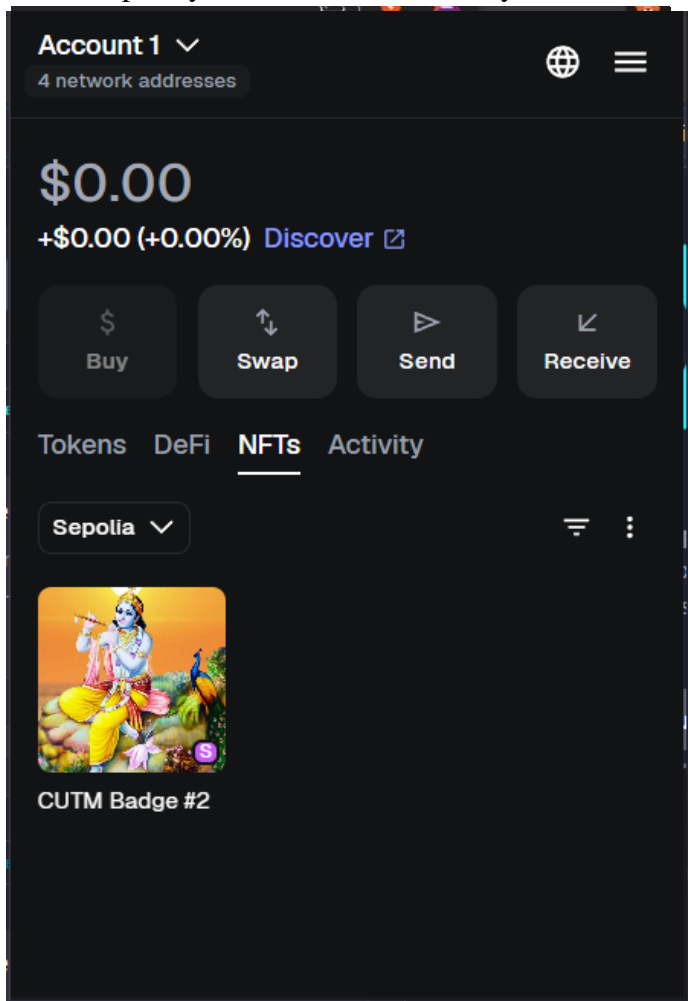 Account 1
4 network addresses
$0.00
+$0.00 (+0.00%) Discover
$
Buy
Swap
Send
Receive
Tokens DeFi NFTs Activity
Sepolia
S
CUTM Badge #2